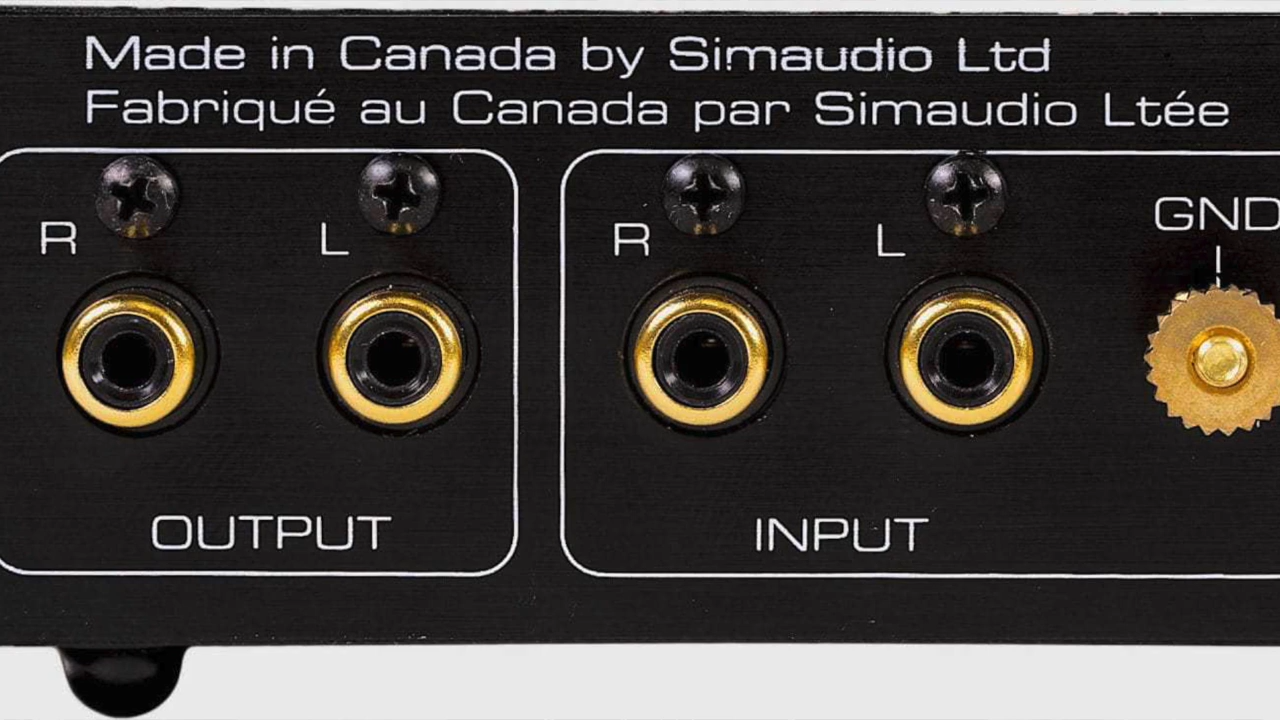 Made in Canada by Simaudio Ltd
Fabriqué au Canada par Simaudio Ltée
R L R L GND
OUTPUT INPUT